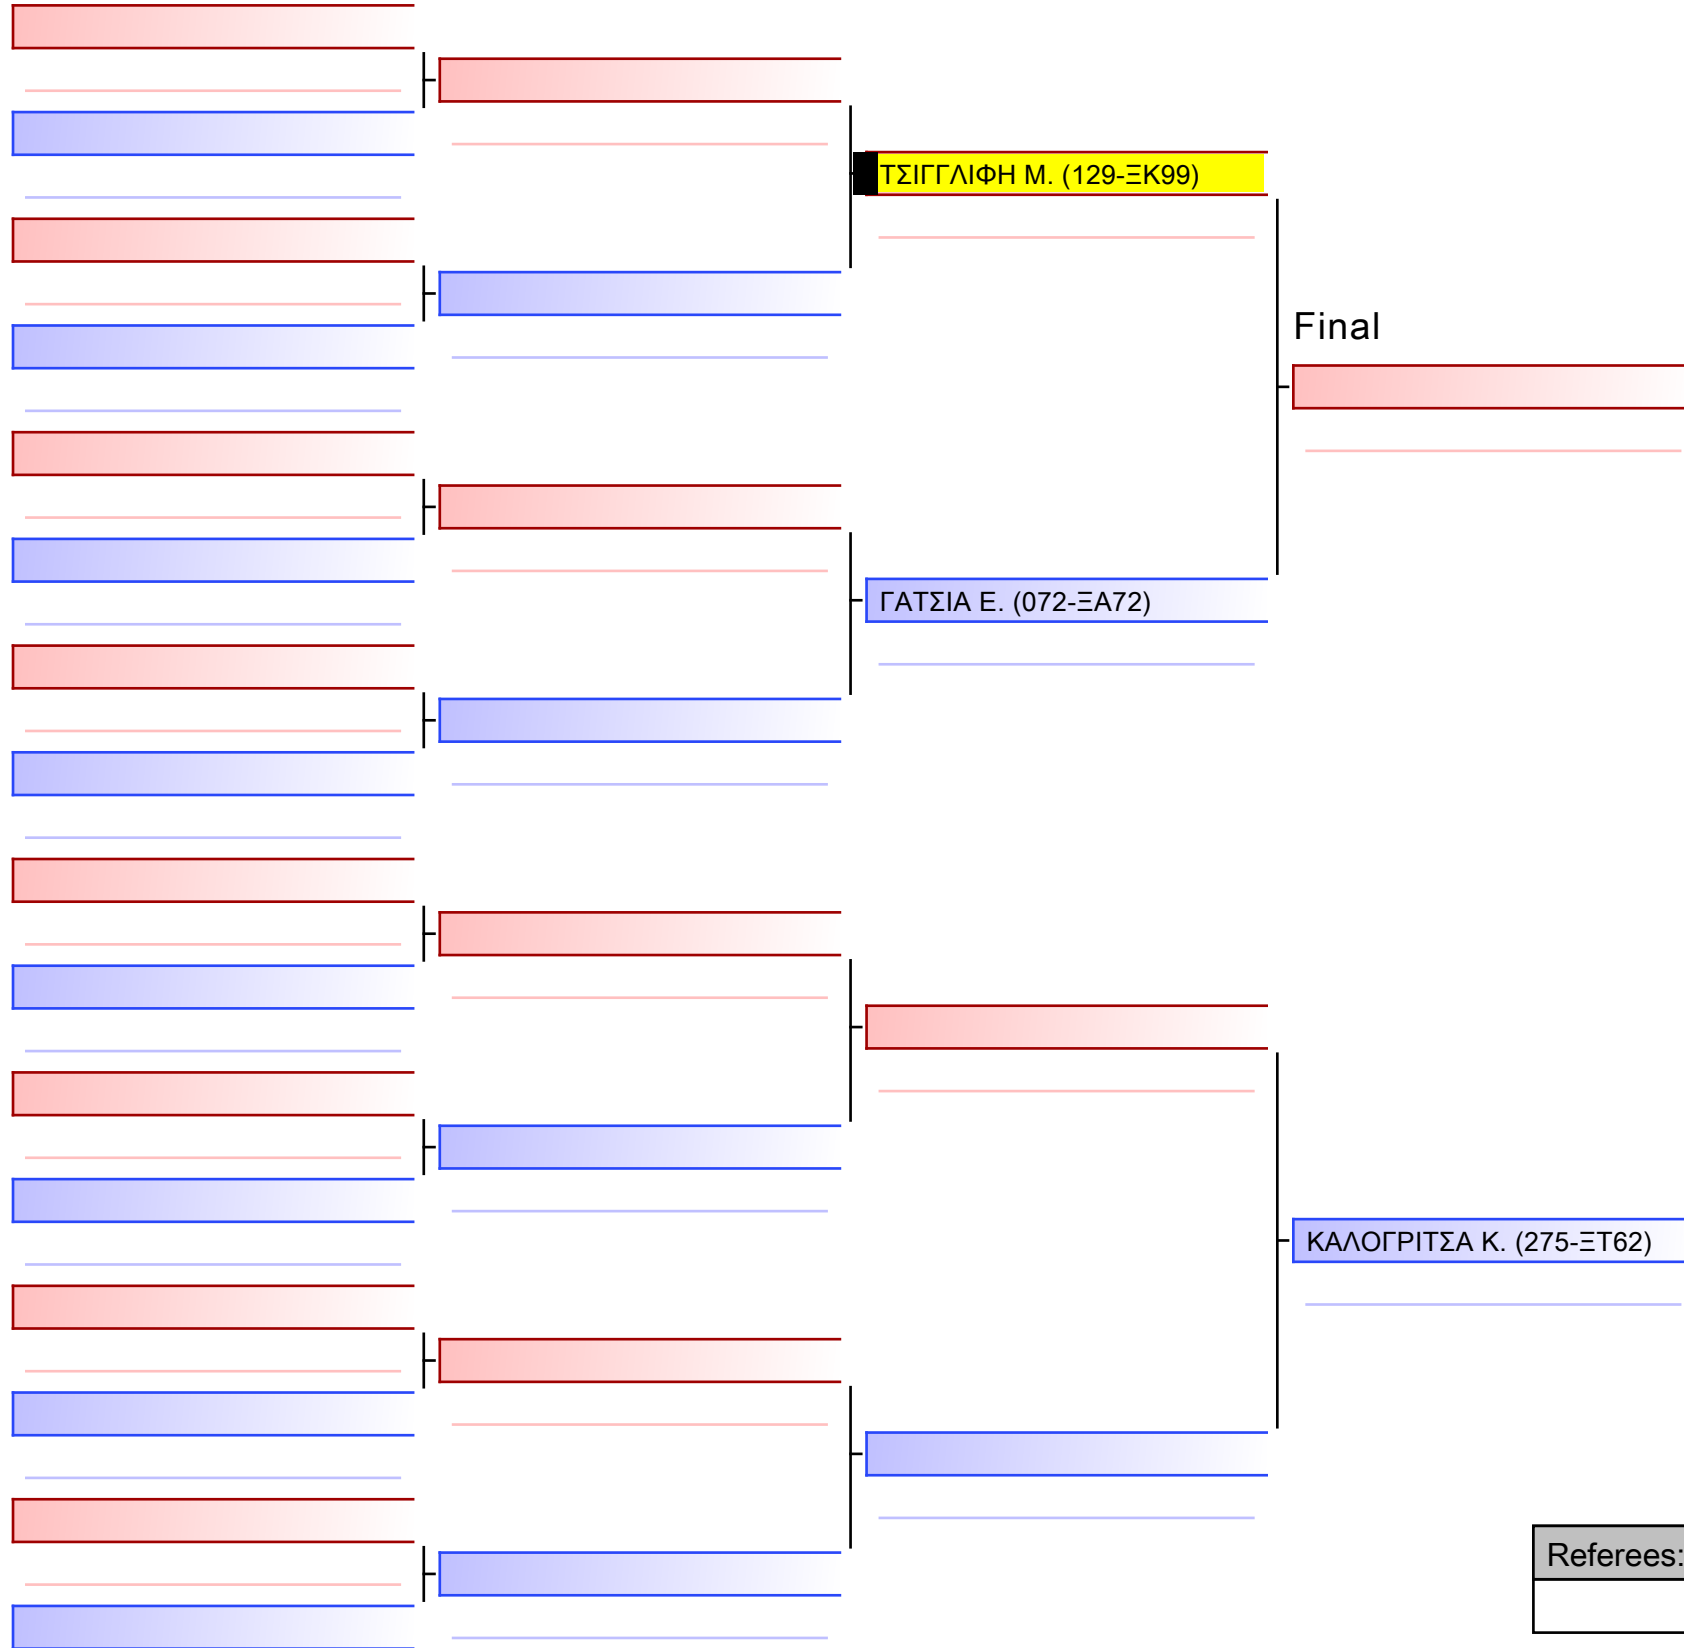 ΤΣΙΓΓΛΙΦΗ Μ. (129-ΞΚ99)
Final
ΓΑΤΣΙΑ Ε. (072-ΞΑ72)
ΚΑΛΟΓΡΙΤΣΑ Κ. (275-ΞΤ62)
Referees: